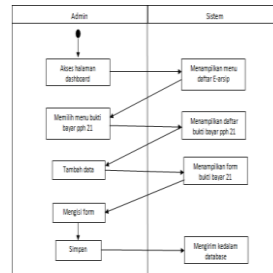 Admin
Sistem
Akses halaman
dashboard
Menampilkan menu
daftar E-arsip
Memilih menu bukti
bayar pph 21
Menampilkan daftar
bukti bayar pph 21
Tambah data
Menampilkan form
bukti bayar 21
Mengisi form
Simpan
Mengirim kedalam
database